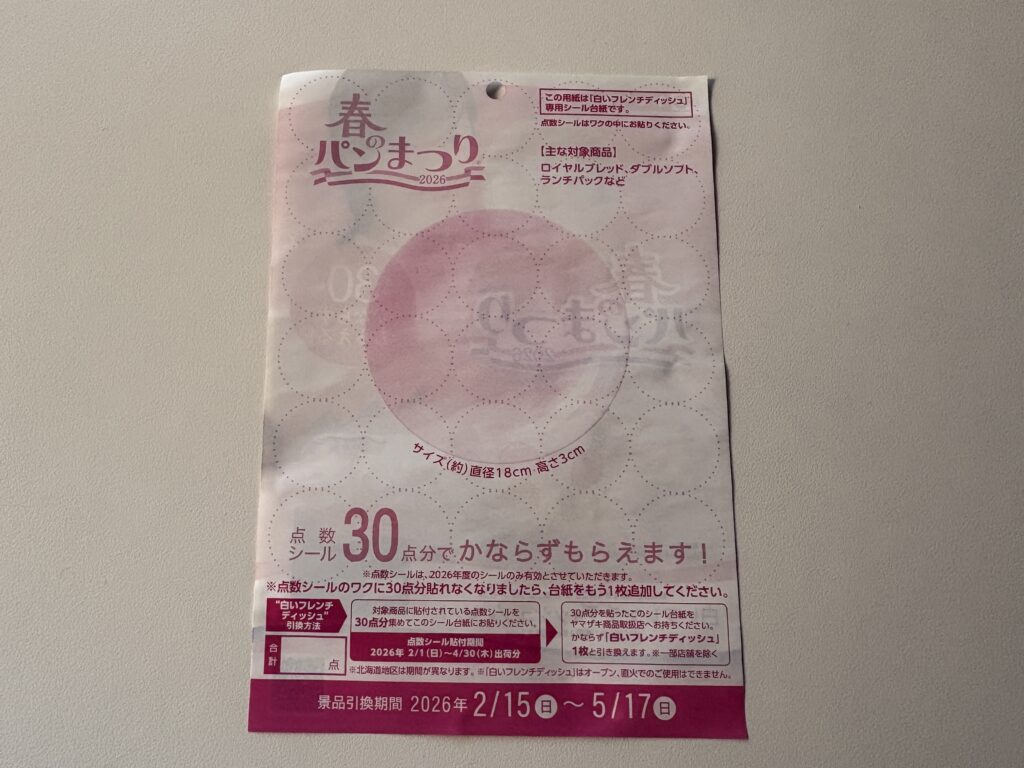 春の
パンまつり
2026
この用紙は「白いフレンチディッシュ」
専用シール台紙です。
点数シールはワクの中にお貼りください。
【主な対象商品】
ロイヤルブレッド、ダブルソフト、
ランチパックなど
サイズ(約)直径18cm 高さ3cm
点数
シール
30
点分で かならずもらえます!
※点数シールは、2026年度のシールのみ有効とさせていただきます。
※点数シールのワクに30点分貼れなくなりましたら、台紙をもう1枚追加してください。
"白いフレンチ
ディッシュ"
引換方法
対象商品に貼付されている点数シールを
30点分集めてこのシール台紙にお貼りください。
点数シール貼付期間
2026年 2/1(日)~4/30(木)出荷分
30点分を貼ったこのシール台紙を
ヤマザキ商品取扱店へお持ちください。
かならず「白いフレンチディッシュ」
1枚と引き換えます。※一部店舗を除く
合計
点
※北海道地区は期間が異なります。※「白いフレンチディッシュ」はオーブン、直火でのご使用はできません。
景品引換期間 2026年 2/15日 ~ 5/17日